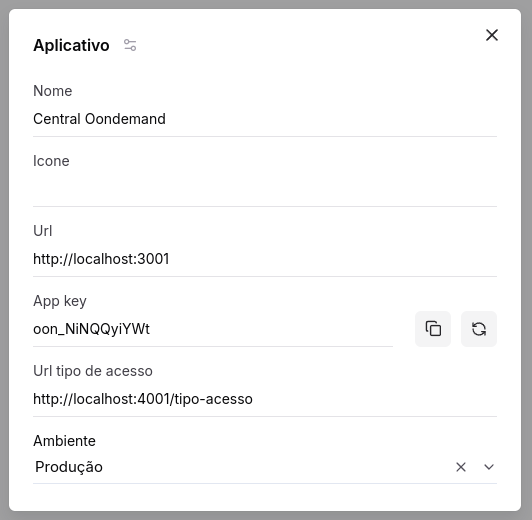 Aplicativo
Nome
Central Oondemand
Icone
Url
http://localhost:3001
App key
oon_NiNQQyiYWt
Url tipo de acesso
http://localhost:4001/tipo-acesso
Ambiente
Produção